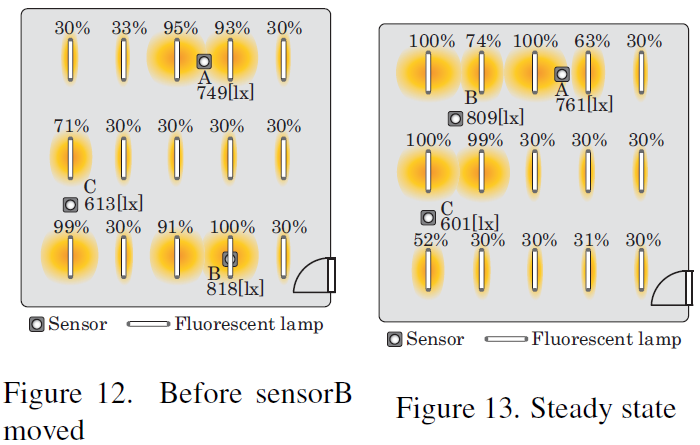 30% 33% 95% 93% 30%
A
749[lx]
71% 30% 30% 30% 30%
C
613[lx]
99% 30% 91% 100% 30%
B
818[lx]
Sensor Fluorescent lamp
Figure 12. Before sensorB
moved
100% 74% 100% 63% 30%
A
761[lx]
B
809[lx]
100% 99% 30% 30% 30%
C
601[lx]
52% 30% 30% 31% 30%
Sensor Fluorescent lamp
Figure 13. Steady state